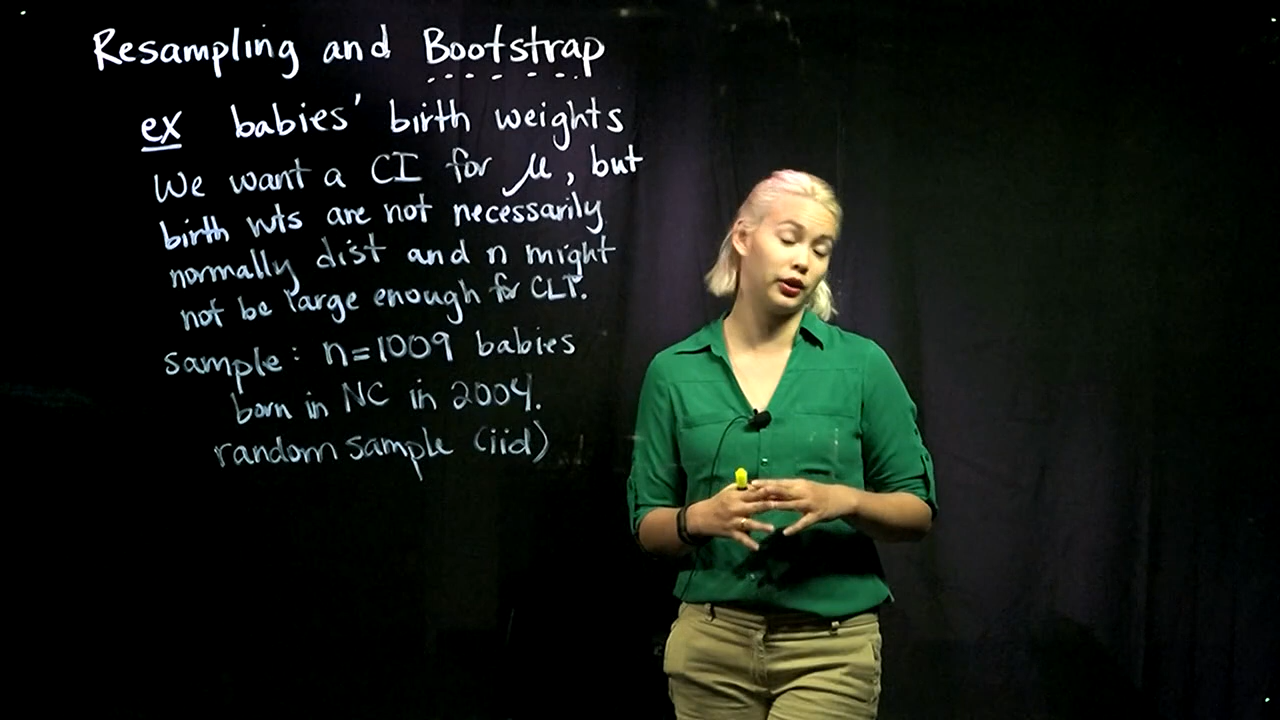 Resampling and Bootstrap
ex babies' birth weights
We want a CI for μ, but
birth wts are not necessarily
normally dist and n might
not be large enough for CLT.
sample: n=1009 babies
born in NC in 2004.
random sample (iid)